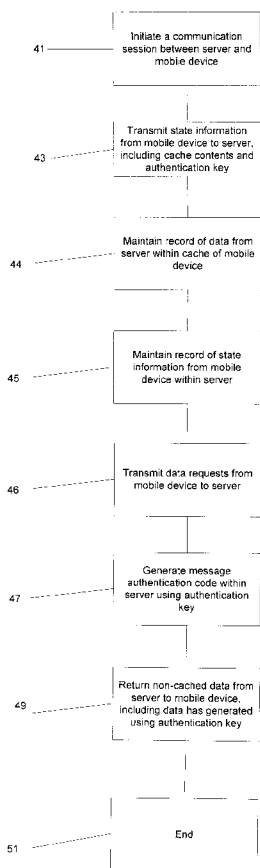 41
Initiate a communication
session between server and
mobile device
43
Transmit state information
from mobile device to server,
including cache contents and
authentication key
44
Maintain record of data from
server within cache of mobile
device
45
Maintain record of state
information from mobile
device within server
46
Transmit data requests from
mobile device to server
47
Generate message
authentication code within
server using authentication
key
49
Return non-cached data from
server to mobile device,
including data has generated
using authentication key
51
End